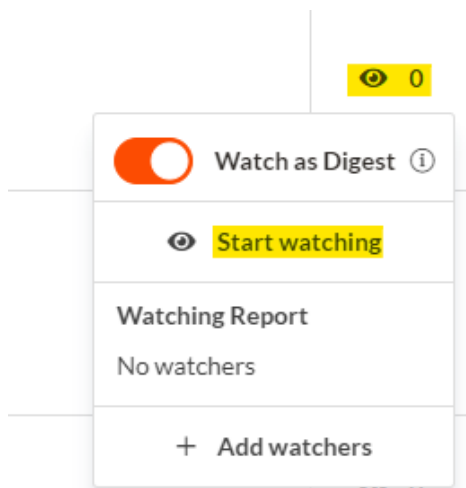 0
Watch as Digest
Start watching
Watching Report
No watchers
+ Add watchers